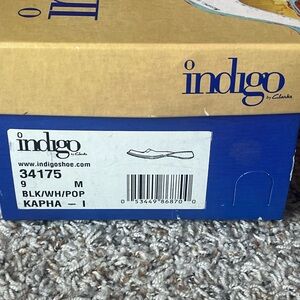 indigo
by Clarks
indigo
www.indigoshoe.com
34175
9 M
BLK/WH/POP
KAPHA - I
0 53449 86870 0